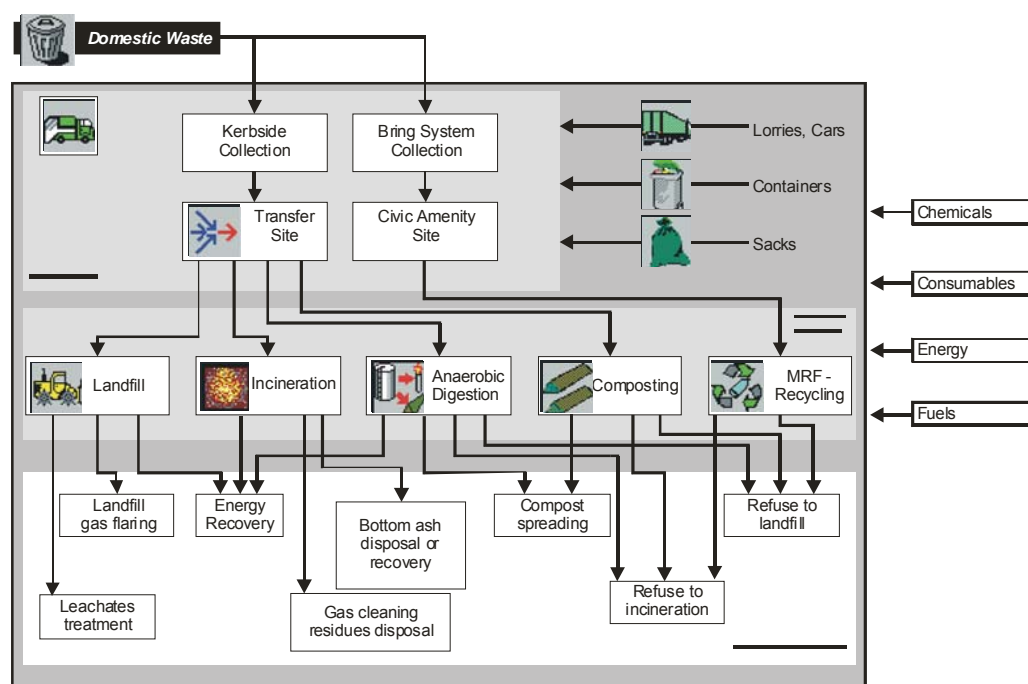 Domestic Waste
Kerbside
Collection
Bring System
Collection
Lorries, Cars
Containers
Sacks
Transfer
Site
Civic Amenity
Site
Chemicals
Consumables
Energy
Fuels
Landfill
Incineration
Anaerobic
Digestion
Composting
MRF -
Recycling
Landfill
gas flaring
Energy
Recovery
Bottom ash
disposal or
recovery
Compost
spreading
Refuse to
landfill
Leachates
treatment
Gas cleaning
residues disposal
Refuse to
incineration